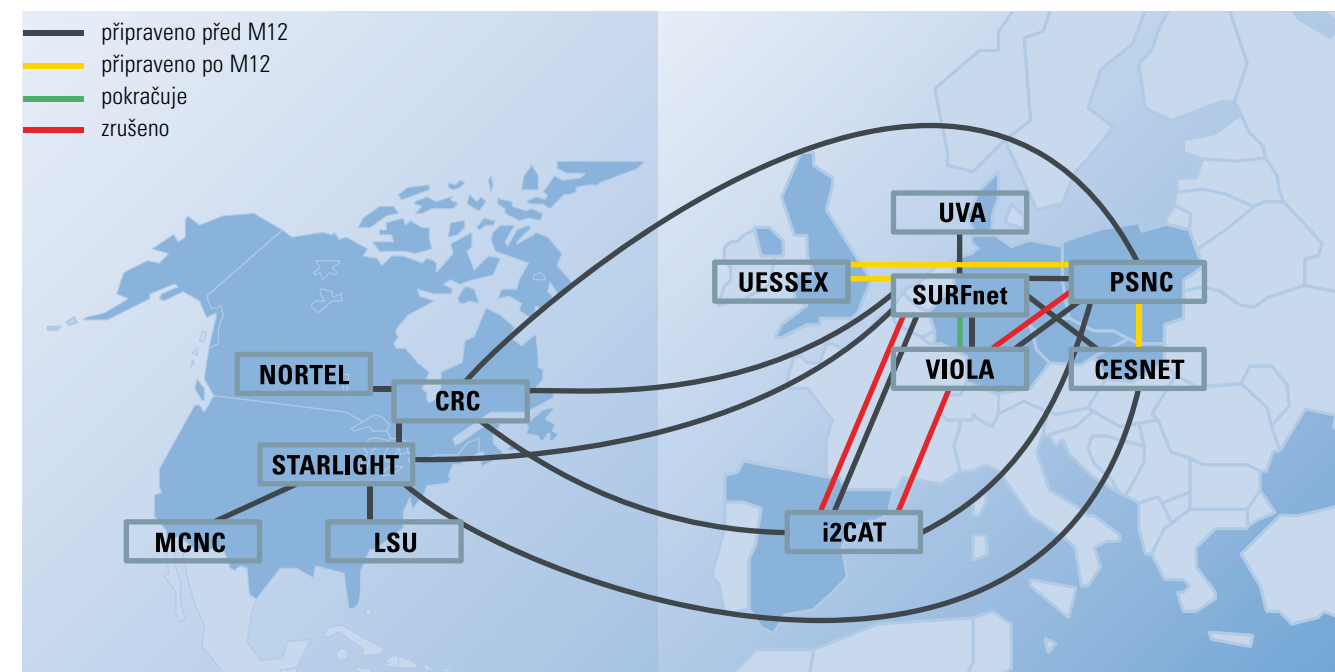 připraveno před M12
připraveno po M12
pokračuje
zrušeno
UVA
UESSEX
SURFnet
PSNC
NORTEL
CRC
VIOLA
CESNET
STARLIGHT
MCNC
LSU
i2CAT